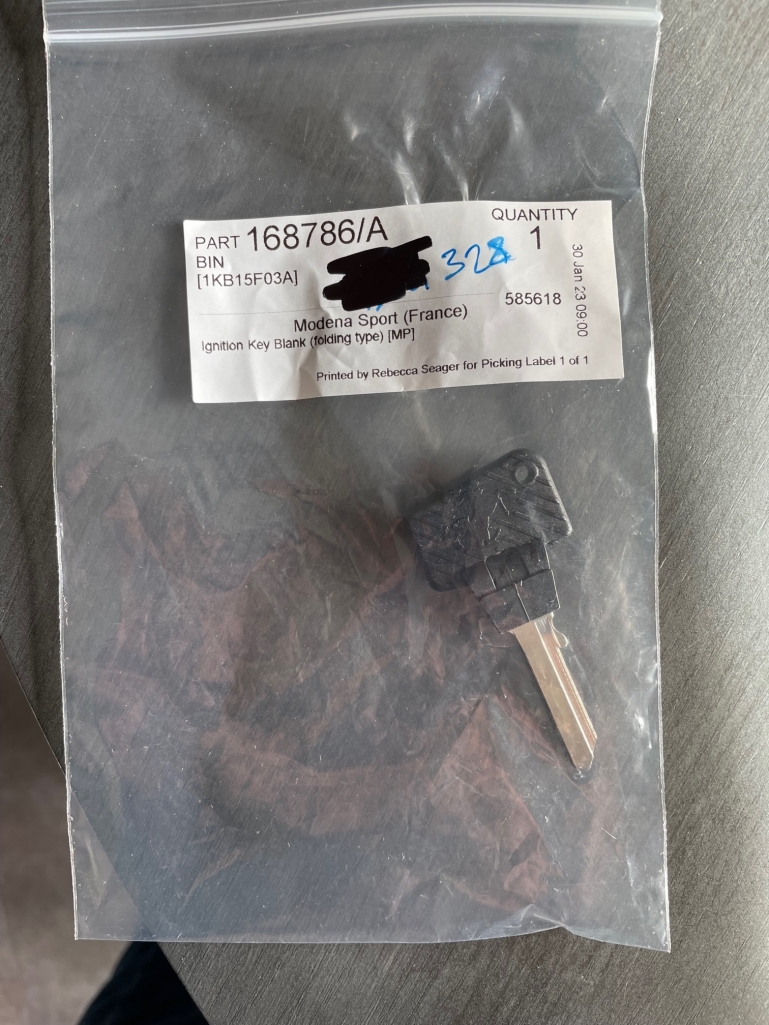 PART 168786/A
QUANTITY
1
BIN
[1KB15F03A]
328
585618
30 Jan 23 09:00
Modena Sport (France)
Ignition Key Blank (folding type) [MP]
Printed by Rebecca Seager for Picking Label 1 of 1